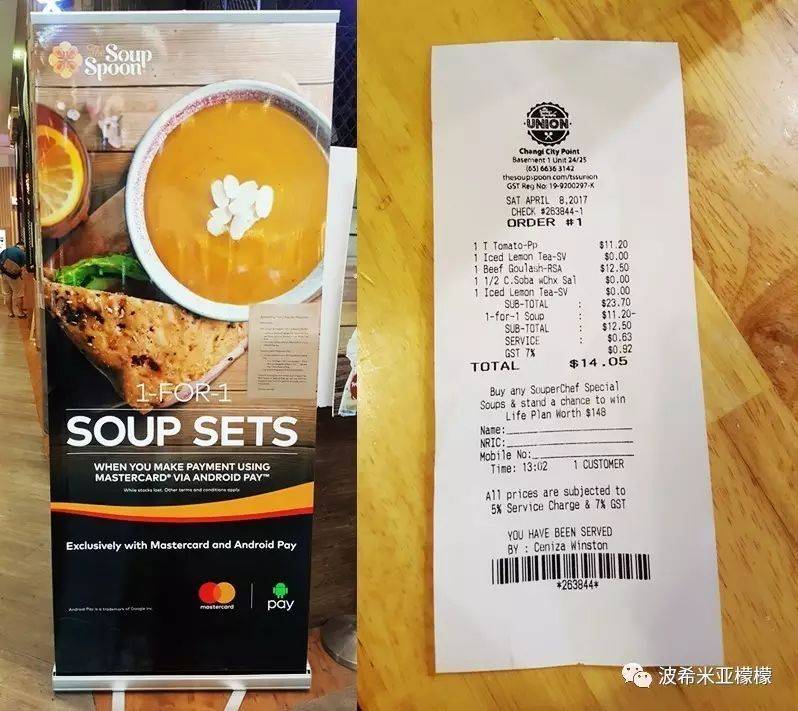 The Soup
Spoon
1-FOR-1
SOUP SETS
WHEN YOU MAKE PAYMENT USING
MASTERCARD® VIA ANDROID PAY™
While stocks last. Other terms and conditions apply.
Exclusively with Mastercard and Android Pay
mastercard
pay
Android Pay is a trademark of Google Inc.
UNION
Changi City Point
Basement 1 Unit 24/25
(65) 6636 3142
thesoupspoon.com/tssunion
GST Reg No: 19-9200297-K
SAT APRIL 8,2017
CHECK #263844-1
ORDER #1
1 T Tomato-Pp $11.20
1 Iced Lemon Tea-SV $0.00
1 Beef Goulash-RSA $12.50
1 1/2 C.Soba wChx Sal $0.00
1 Iced Lemon Tea-SV $0.00
SUB-TOTAL : $23.70
1-for-1 Soup : $11.20-
SUB-TOTAL : $12.50
SERVICE : $0.63
GST 7% $0.92
TOTAL $14.05
Buy any SouperChef Special
Soups & stand a chance to win
Life Plan Worth $148
Name:
NRIC:
Mobile No:
Time: 13:02 1 CUSTOMER
All prices are subjected to
5% Service Charge & 7% GST
YOU HAVE BEEN SERVED
BY : Ceniza Winston
*263844*
波希米亚檬檬